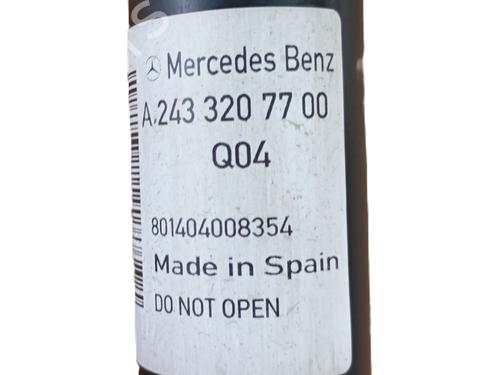 Mercedes Benz
A.243 320 77 00
Q04
801404008354
Made in Spain
DO NOT OPEN